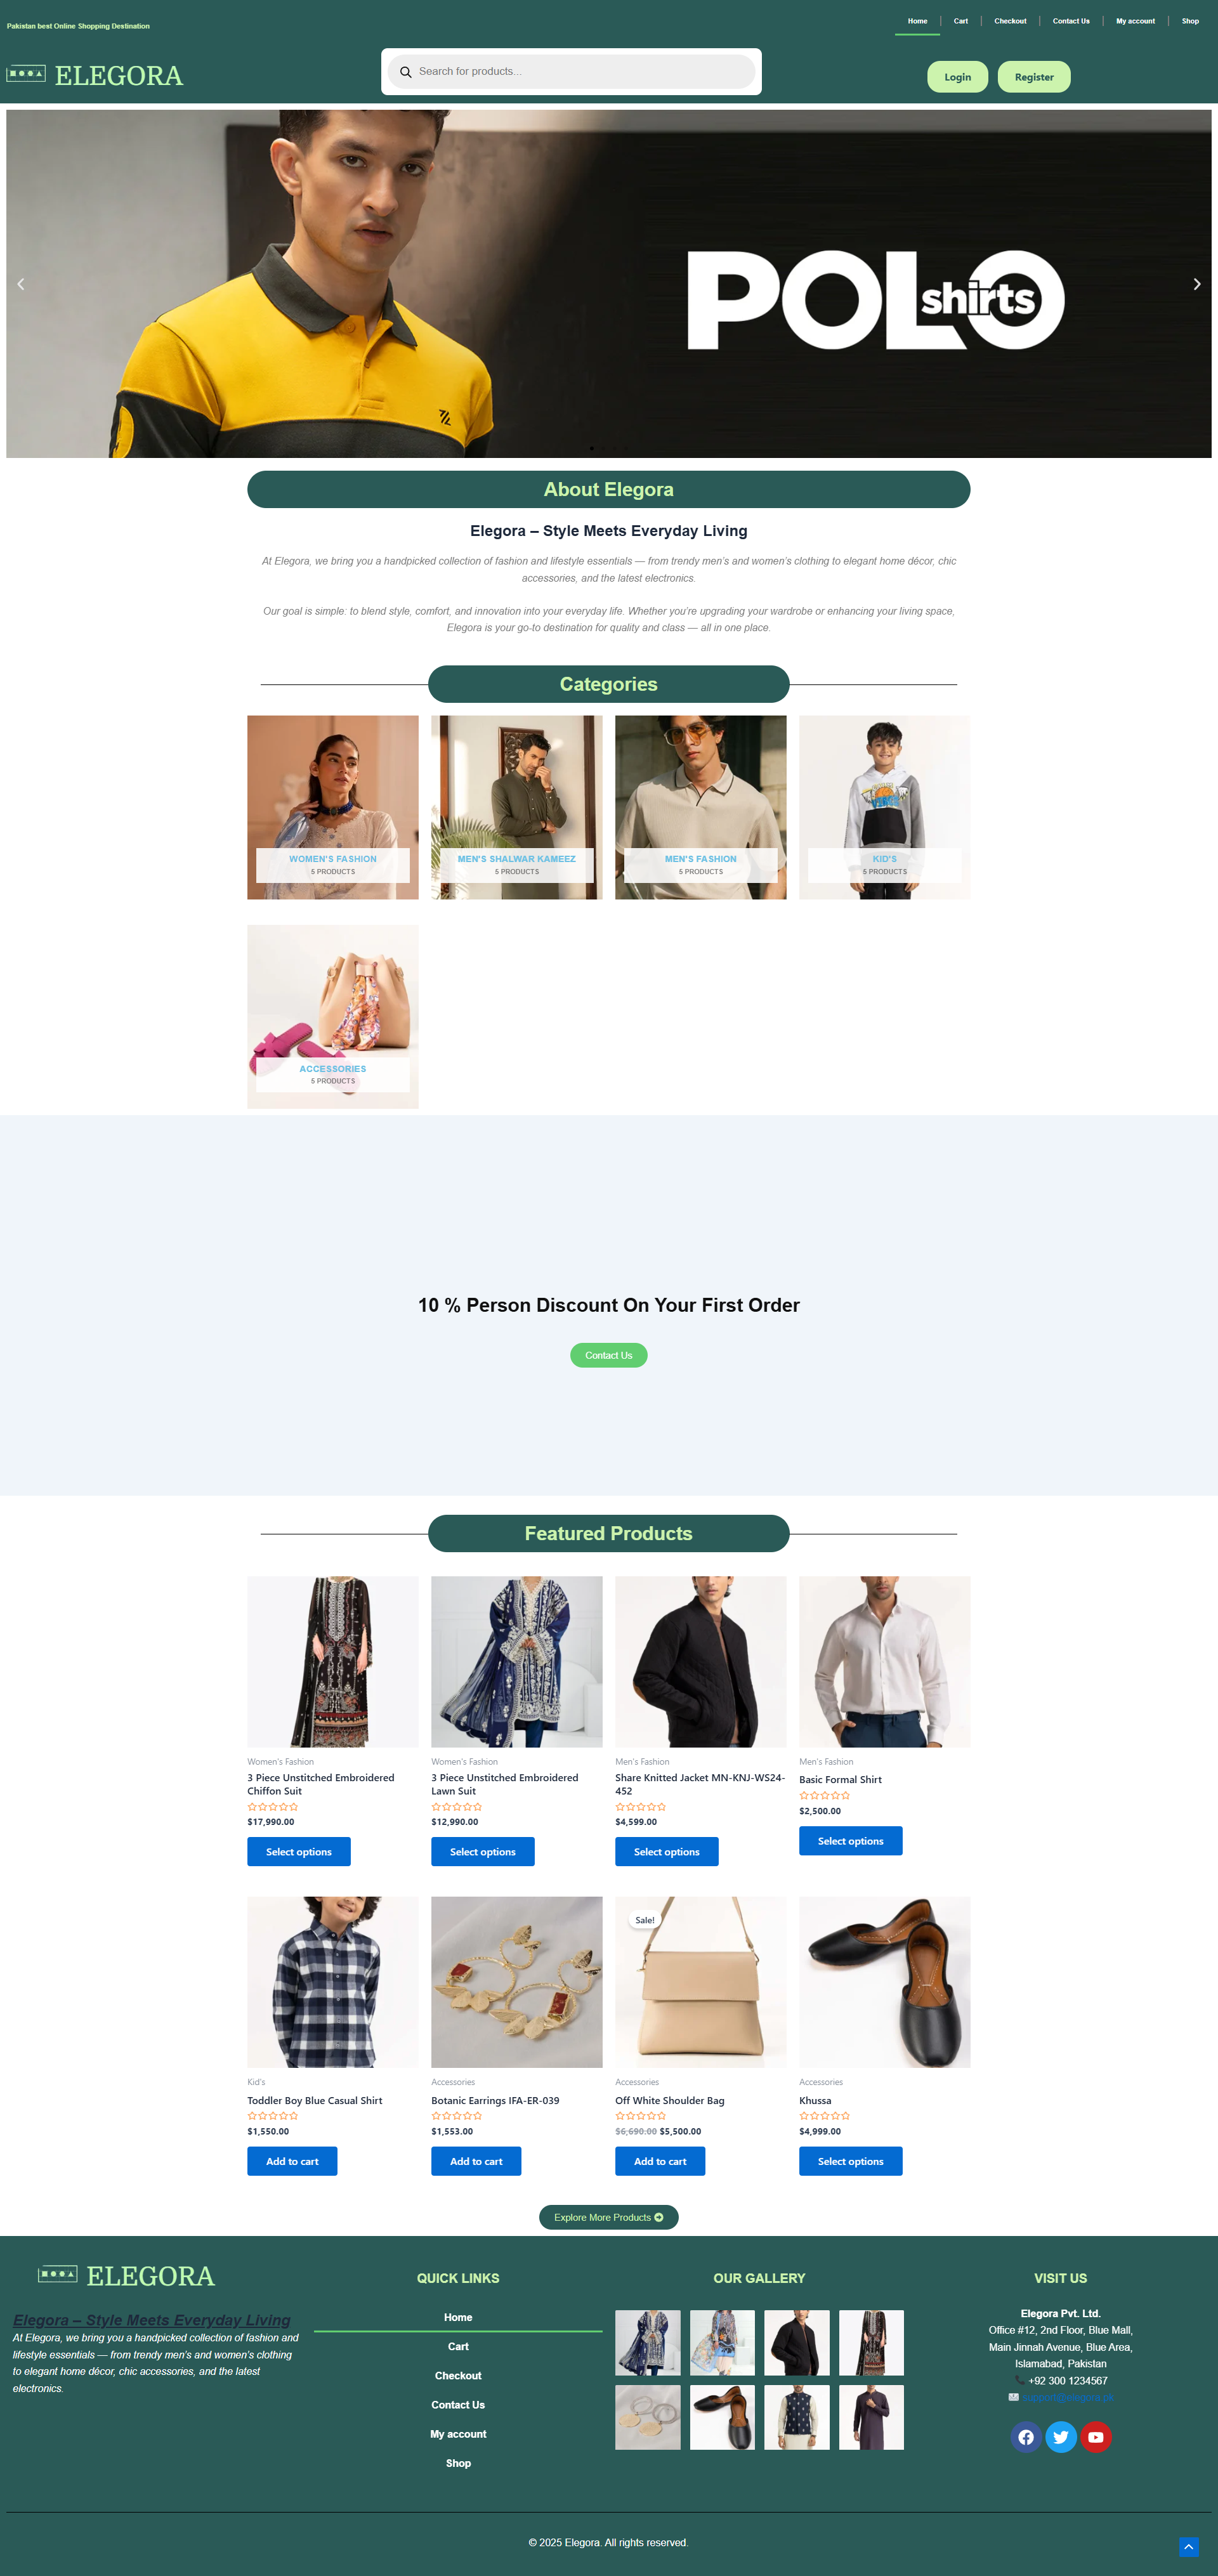 Pakistan best Online Shopping Destination
Home
Cart
Checkout
Contact Us
My account
Shop
ELEGORA
Search for products...
Login
Register
POLO
shirts
About Elegora
Elegora – Style Meets Everyday Living
At Elegora, we bring you a handpicked collection of fashion and lifestyle essentials — from trendy men's and women's clothing to elegant home décor, chic
accessories, and the latest electronics.
Our goal is simple: to blend style, comfort, and innovation into your everyday life. Whether you're upgrading your wardrobe or enhancing your living space,
Elegora is your go-to destination for quality and class — all in one place.
Categories
WOMEN'S FASHION
5 PRODUCTS
MEN'S SHALWAR KAMEEZ
5 PRODUCTS
MEN'S FASHION
5 PRODUCTS
KID'S
5 PRODUCTS
ACCESSORIES
5 PRODUCTS
10 % Person Discount On Your First Order
Contact Us
Featured Products
Women's Fashion
3 Piece Unstitched Embroidered
Chiffon Suit
$17,990.00
Select options
Women's Fashion
3 Piece Unstitched Embroidered
Lawn Suit
$12,990.00
Select options
Men's Fashion
Share Knitted Jacket MN-KNJ-WS24-
452
$4,599.00
Select options
Men's Fashion
Basic Formal Shirt
$2,500.00
Select options
Kid's
Toddler Boy Blue Casual Shirt
$1,550.00
Add to cart
Accessories
Botanic Earrings IFA-ER-039
$1,553.00
Add to cart
Sale!
Accessories
Off White Shoulder Bag
$6,690.00 $5,500.00
Add to cart
Accessories
Khussa
$4,999.00
Select options
Explore More Products
ELEGORA
Elegora – Style Meets Everyday Living
At Elegora, we bring you a handpicked collection of fashion and
lifestyle essentials — from trendy men's and women's clothing
to elegant home décor, chic accessories, and the latest
electronics.
QUICK LINKS
Home
Cart
Checkout
Contact Us
My account
Shop
OUR GALLERY
VISIT US
Elegora Pvt. Ltd.
Office #12, 2nd Floor, Blue Mall,
Main Jinnah Avenue, Blue Area,
Islamabad, Pakistan
+92 300 1234567
support@elegora.pk
© 2025 Elegora. All rights reserved.